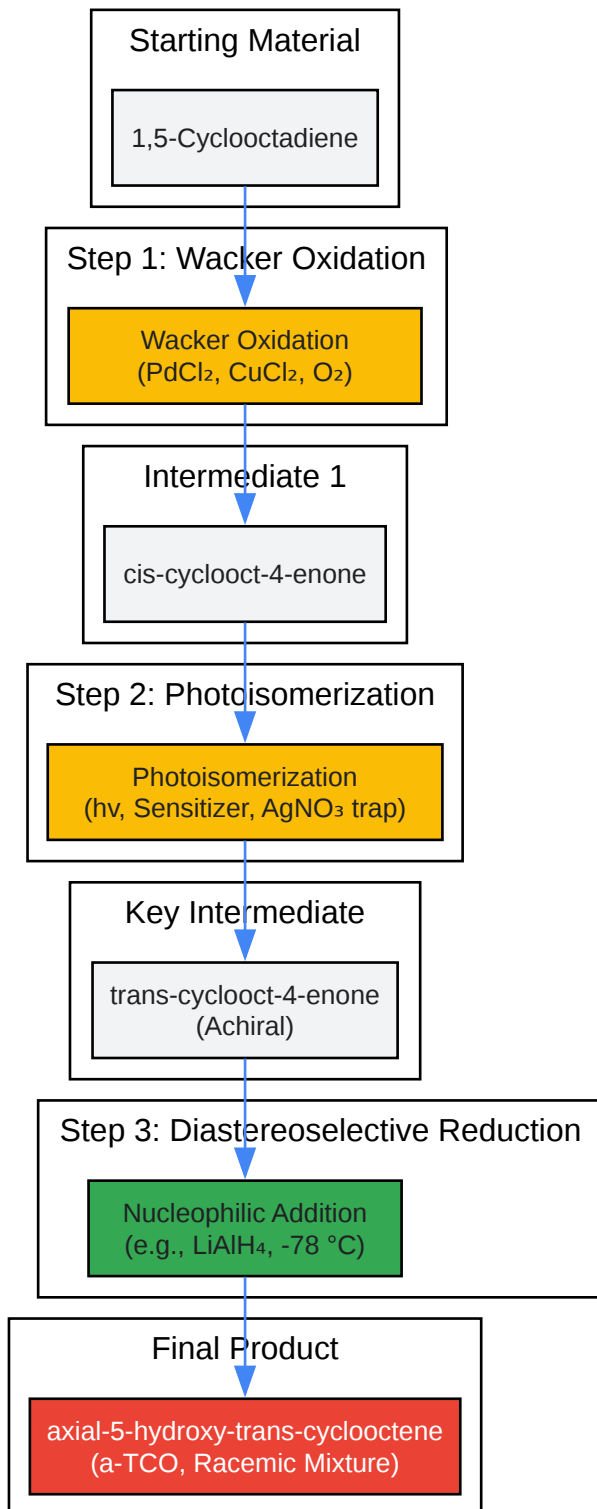 Starting Material
1,5-Cyclooctadiene
Step 1: Wacker Oxidation
Wacker Oxidation
(PdCl₂, CuCl₂, O₂)
Intermediate 1
cis-cyclooct-4-enone
Step 2: Photoisomerization
Photoisomerization
(hv, Sensitizer, AgNO₃ trap)
Key Intermediate
trans-cyclooct-4-enone
(Achiral)
Step 3: Diastereoselective Reduction
Nucleophilic Addition
(e.g., LiAlH₄, -78 °C)
Final Product
axial-5-hydroxy-trans-cyclooctene
(a-TCO, Racemic Mixture)